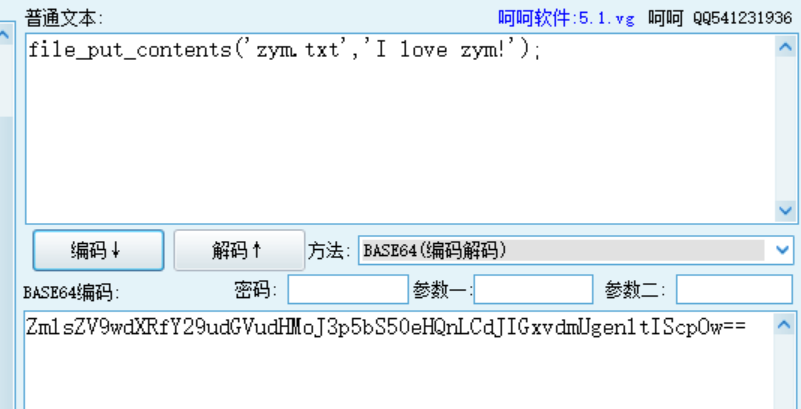 普通文本:
呵呵软件:5.1.vg 呵呵 QQ541231936
file_put_contents('zym.txt','I love zym!');
编码↓ 解码↑ 方法: BASE64(编码解码)
BASE64编码: 密码: 参数一: 参数二:
ZmlsZV9wdXRfY29udGVudHMoJ3p5bS50eHQnLCdJIGxvdmUgenltIScpOw==